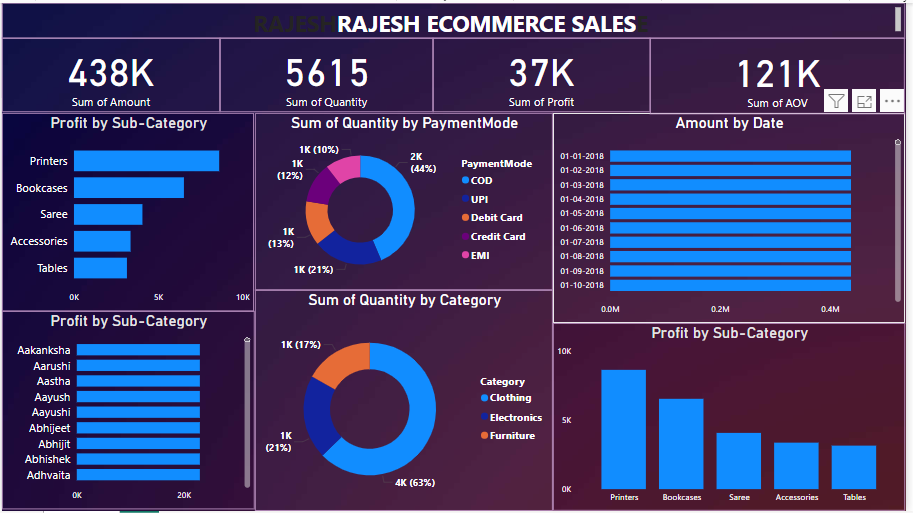 RAJESH ECOMMERCE SALES
438K
Sum of Amount
5615
Sum of Quantity
37K
Sum of Profit
121K
Sum of AOV
Profit by Sub-Category
Printers
Bookcases
Saree
Accessories
Tables
0K 5K 10K
Sum of Quantity by PaymentMode
1K (10%)
1K
(12%)
1K
(13%)
1K (21%)
2K
(44%)
PaymentMode
COD
UPI
Debit Card
Credit Card
EMI
Amount by Date
01-01-2018
01-02-2018
01-03-2018
01-04-2018
01-05-2018
01-06-2018
01-07-2018
01-08-2018
01-09-2018
01-10-2018
0.0M 0.2M 0.4M
Profit by Sub-Category
Aakanksha
Aarushi
Aastha
Aayush
Aayushi
Abhijeet
Abhijit
Abhishek
Adhvaita
0K 20K
Sum of Quantity by Category
1K (17%)
1K
(21%)
4K (63%)
Category
Clothing
Electronics
Furniture
Profit by Sub-Category
10K
5K
0K
Printers Bookcases Saree Accessories Tables